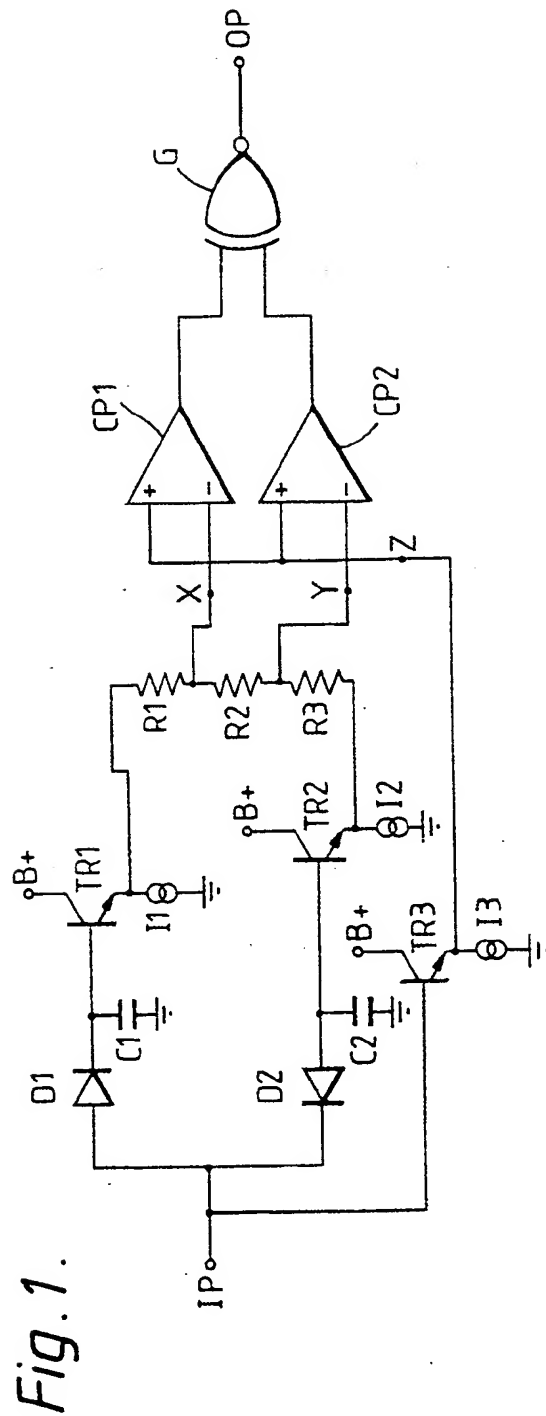 Fig. 1.
IP
D1
C1
B+
TR1
I1
D2
C2
B+
TR2
I2
B+
TR3
I3
R1
R2
R3
X
Y
Z
+
-
CP1
+
-
CP2
G
OP